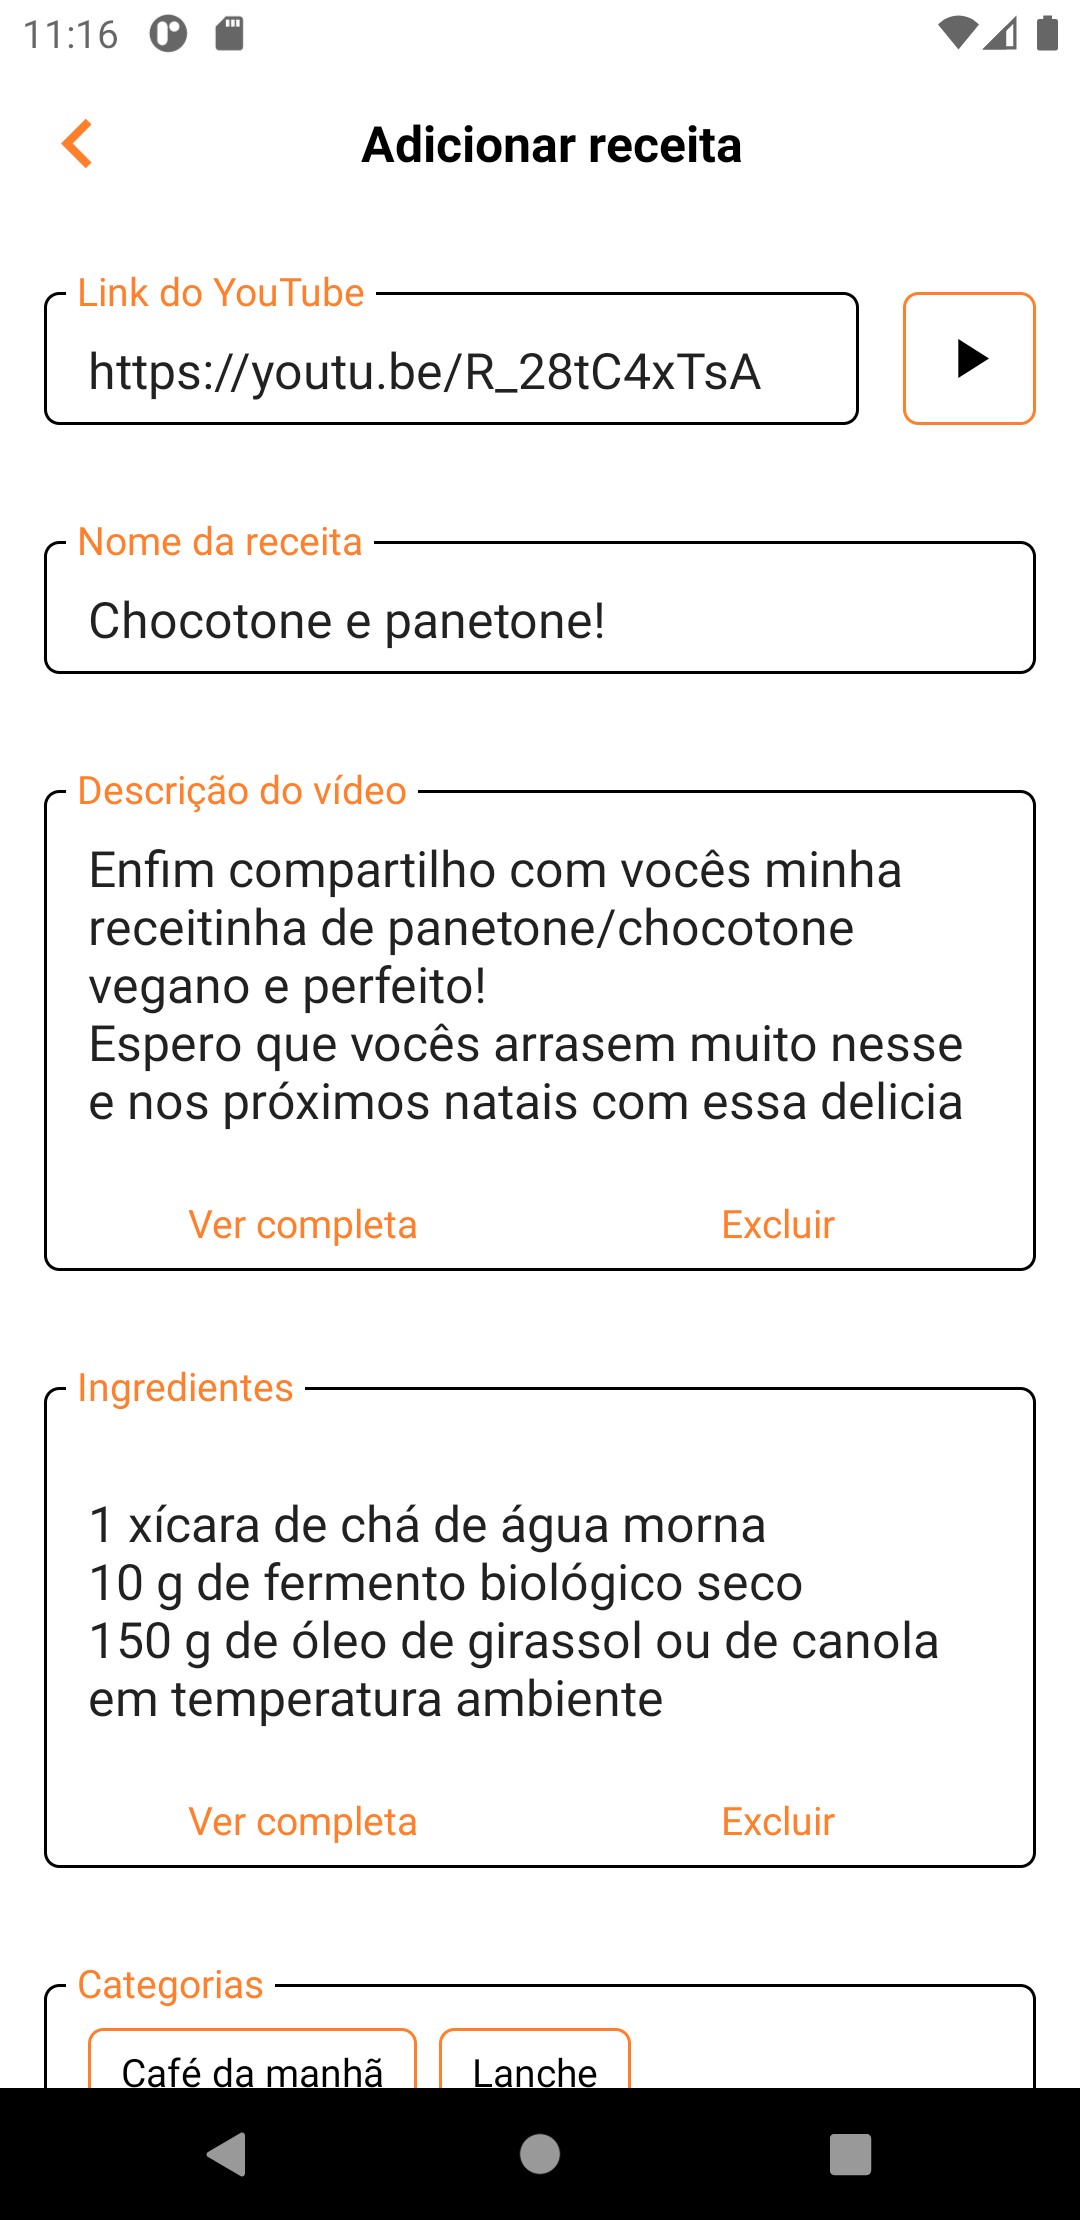 11:16
Adicionar receita
Link do YouTube
https://youtu.be/R_28tC4xTsA
Nome da receita
Chocotone e panetone!
Descrição do vídeo
Enfim compartilho com vocês minha
receitinha de panetone/chocotone
vegano e perfeito!
Espero que vocês arrasem muito nesse
e nos próximos natais com essa delicia
Ver completa Excluir
Ingredientes
1 xícara de chá de água morna
10 g de fermento biológico seco
150 g de óleo de girassol ou de canola
em temperatura ambiente
Ver completa Excluir
Categorias
Café da manhã Lanche